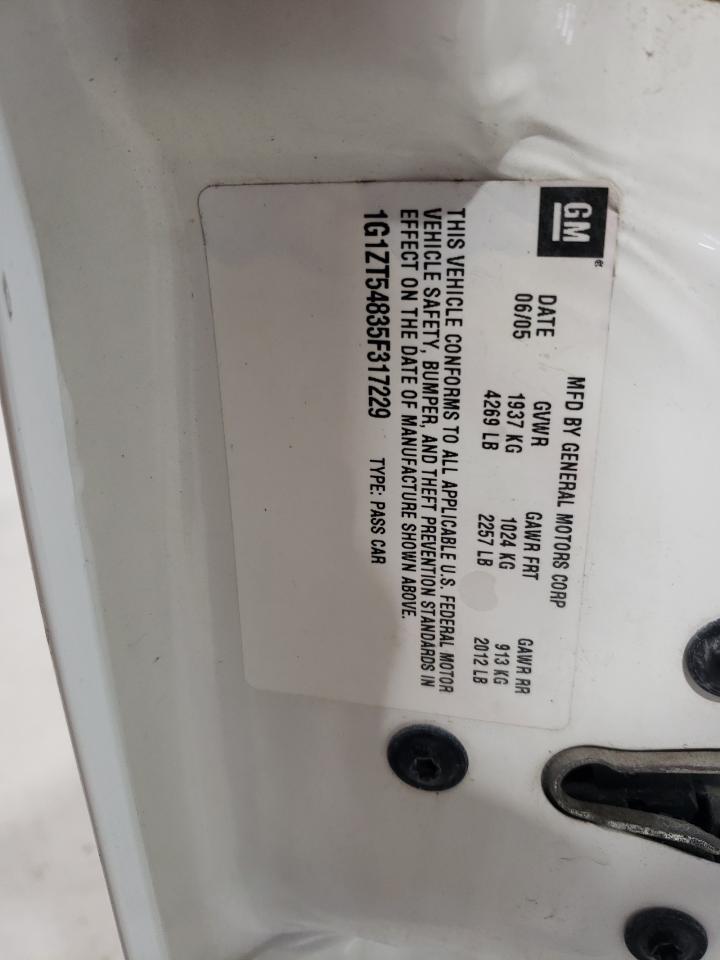 GM
MFD BY GENERAL MOTORS CORP
DATE GVWR GAWR FRT GAWR RR
06/05 1937 KG 1024 KG 913 KG
4269 LB 2257 LB 2012 LB
THIS VEHICLE CONFORMS TO ALL APPLICABLE U.S. FEDERAL MOTOR
VEHICLE SAFETY, BUMPER, AND THEFT PREVENTION STANDARDS IN
EFFECT ON THE DATE OF MANUFACTURE SHOWN ABOVE.
1G1ZT54835F317229 TYPE: PASS CAR